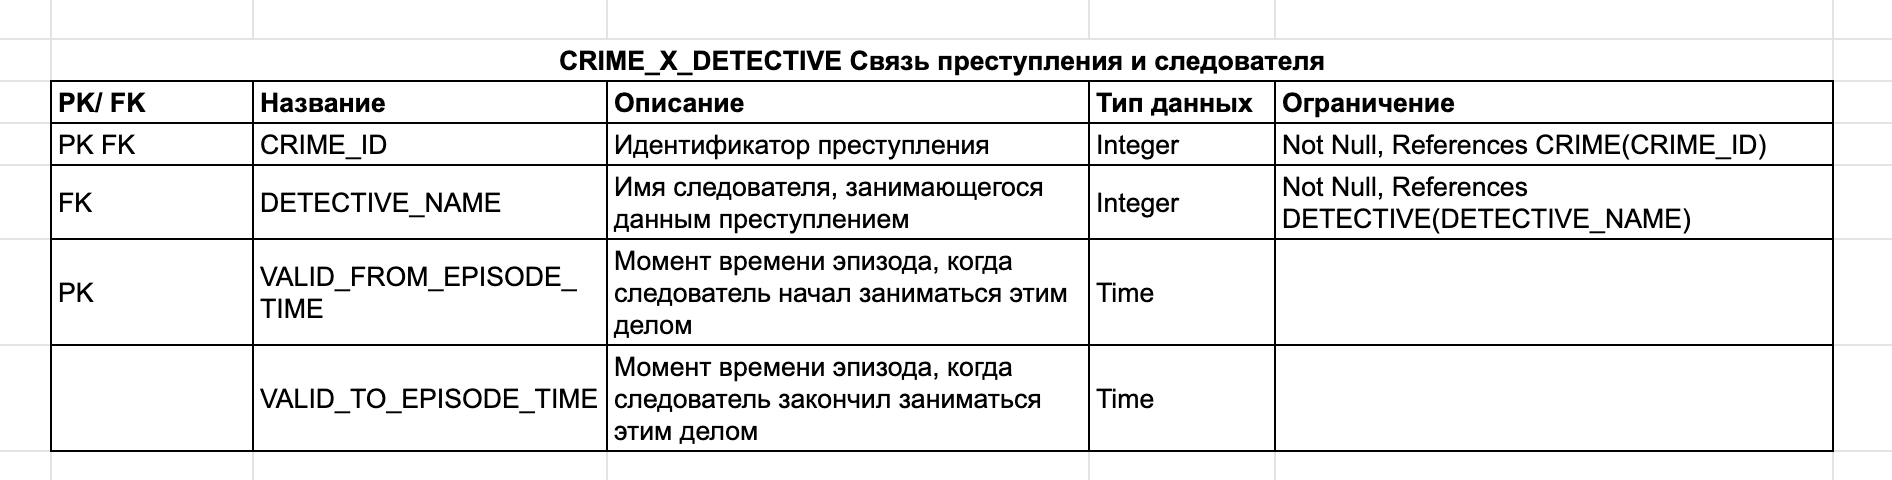 CRIME_X_DETECTIVE Связь преступления и следователя
PK/ FK Название Описание Тип данных Ограничение
PK FK CRIME_ID Идентификатор преступления Integer Not Null, References CRIME(CRIME_ID)
FK DETECTIVE_NAME Имя следователя, занимающегося
данным преступлением Integer Not Null, References
DETECTIVE(DETECTIVE_NAME)
PK VALID_FROM_EPISODE_
TIME Момент времени эпизода, когда
следователь начал заниматься этим
делом Time
VALID_TO_EPISODE_TIME Момент времени эпизода, когда
следователь закончил заниматься
этим делом Time